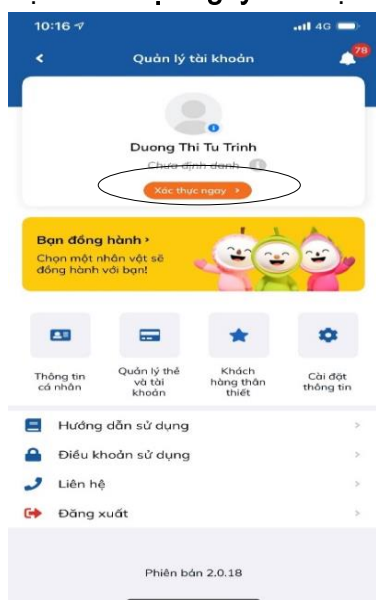 10:16
4G
Quản lý tài khoản
78
Duong Thi Tu Trinh
Chưa định danh
Xác thực ngay >
Bạn đồng hành ›
Chọn một nhân vật sẽ
đồng hành với bạn!
Thông tin
cá nhân
Quản lý thẻ
và tài
khoản
Khách
hàng thân
thiết
Cài đặt
thông tin
Hướng dẫn sử dụng
Điều khoản sử dụng
Liên hệ
Đăng xuất
Phiên bản 2.0.18